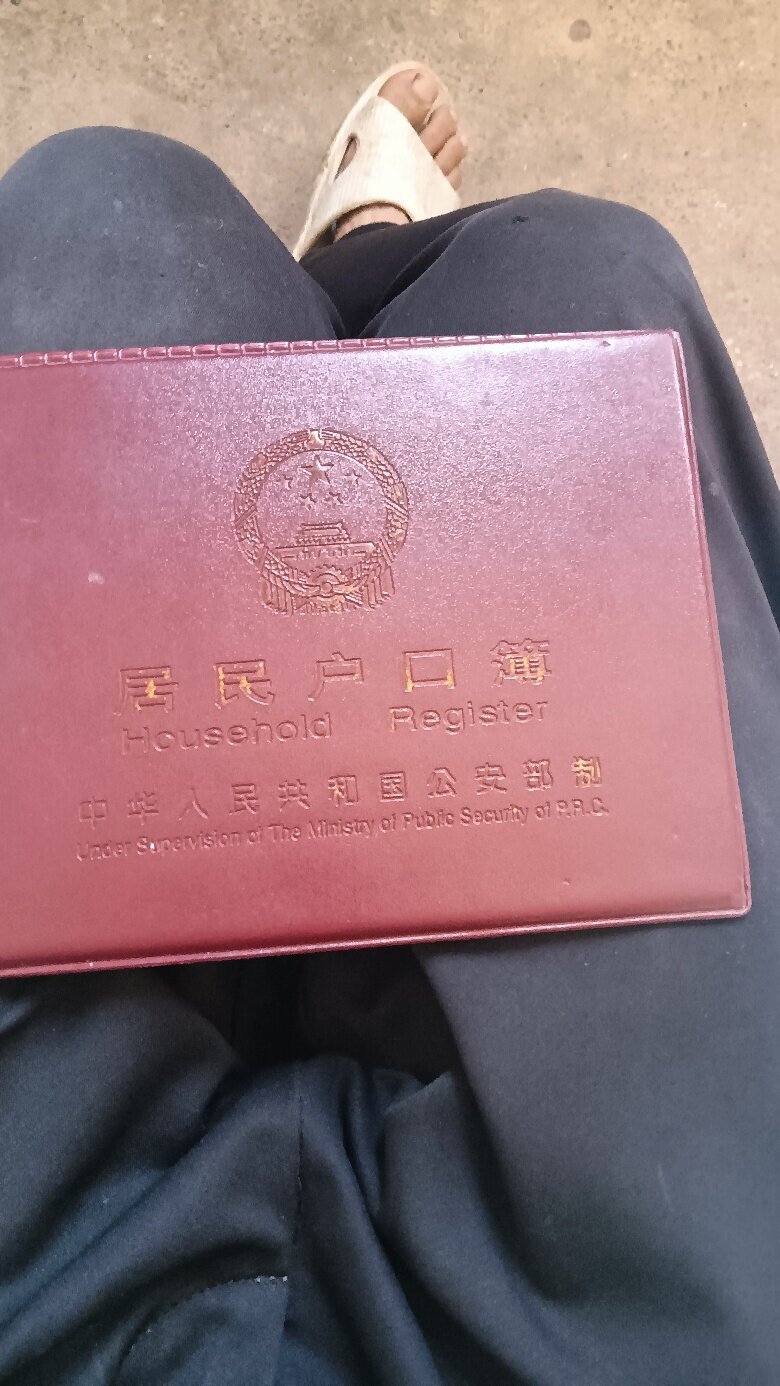 居民户口簿
Household Register
中华人民共和国公安部制
Under Supervision of The Ministry of Public Security of P.R.C.